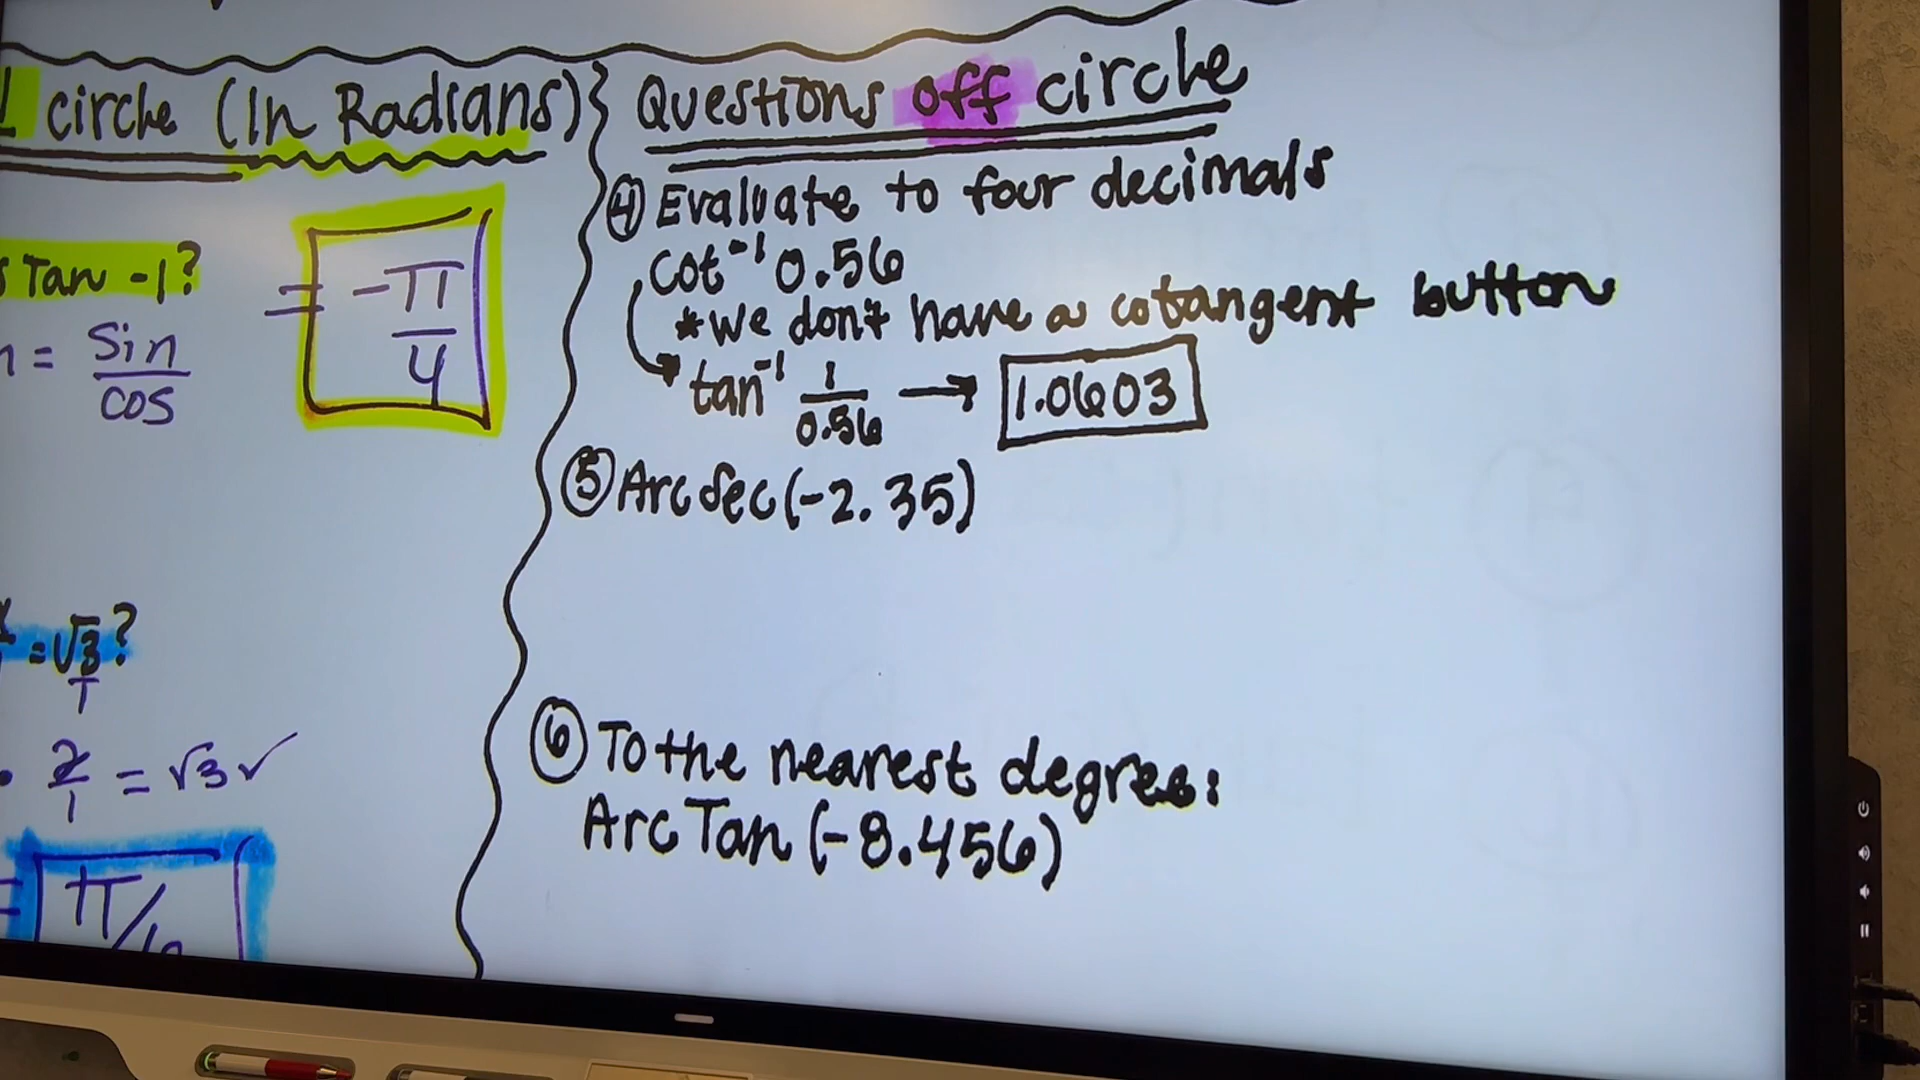 circle (In Radians)
Tan -1?
= -π/4
= Sin/cos
= √3?
1
. 2/1 = √3 ✓
= π/6
Questions off circle
④ Evaluate to four decimals
cot⁻¹ 0.56
*we don't have a cotangent button
tan⁻¹ 1/0.56 → 1.0603
⑤ Arcsec(-2.35)
⑥ To the nearest degree:
ArcTan(-8.456)